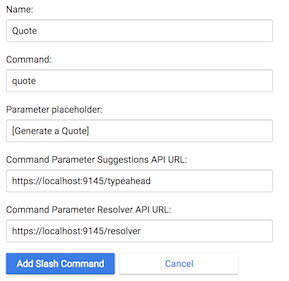 Name:
Quote
Command:
quote
Parameter placeholder:
[Generate a Quote]
Command Parameter Suggestions API URL:
https://localhost:9145/typeahead
Command Parameter Resolver API URL:
https://localhost:9145/resolver
Add Slash Command Cancel